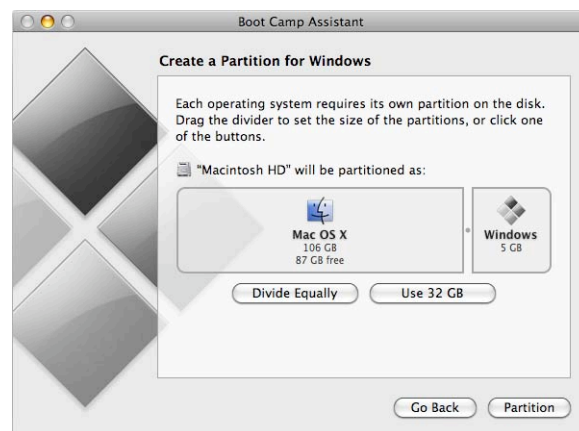 Boot Camp Assistant
Create a Partition for Windows
Each operating system requires its own partition on the disk.
Drag the divider to set the size of the partitions, or click one
of the buttons.
"Macintosh HD" will be partitioned as:
Mac OS X
106 GB
87 GB free
Windows
5 GB
Divide Equally
Use 32 GB
Go Back
Partition